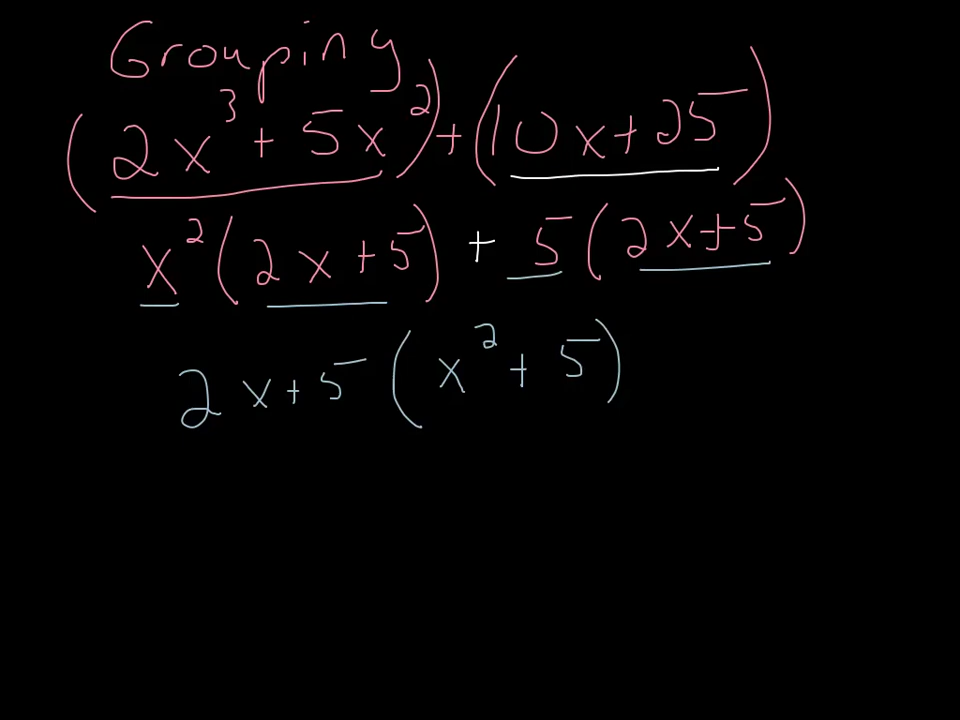 Grouping
(2x³ + 5x²) + (10x + 25)
x² (2x + 5) + 5 (2x + 5)
2x + 5 (x² + 5)